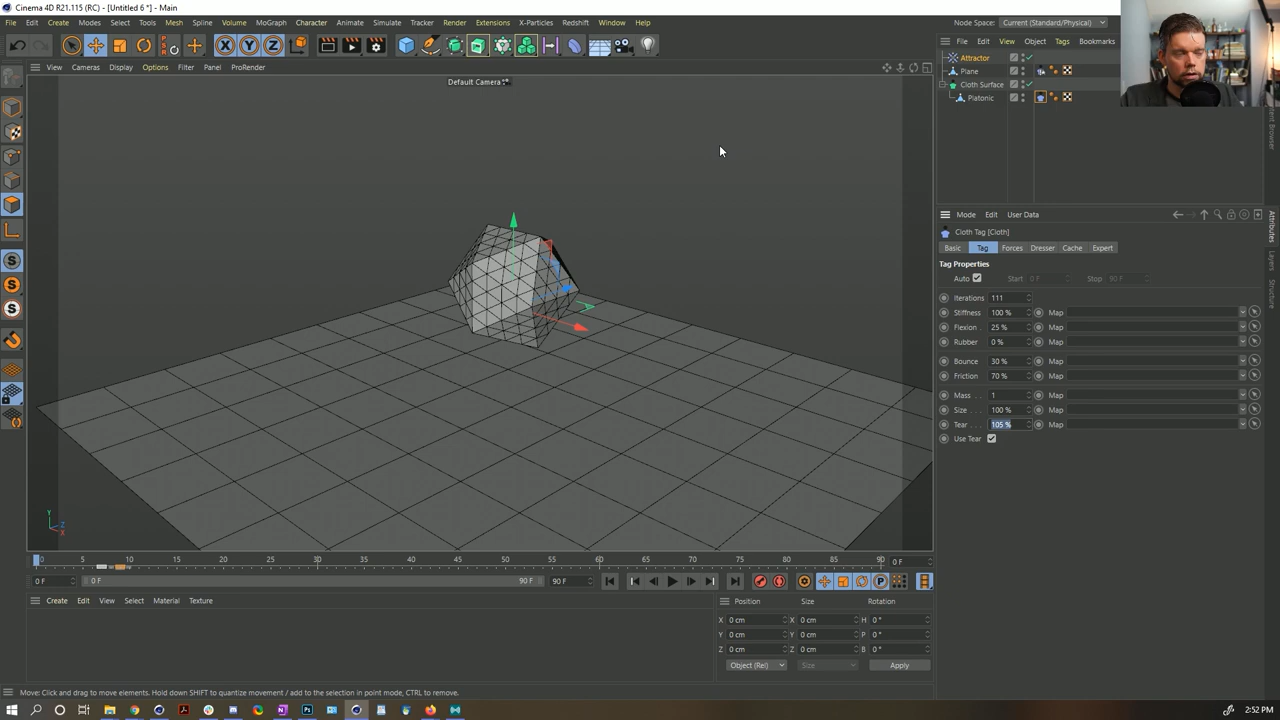 Cinema 4D R21.115 (RC) - [Untitled 6 *] - Main
File Edit Create Modes Select Tools Mesh Spline Volume MoGraph Character Animate Simulate Tracker Render Extensions X-Particles Redshift Window Help
Node Space: Current (Standard/Physical)
File Edit View Object Tags Bookmarks
View Cameras Display Options Filter Panel ProRender
Default Camera
Attractor
Plane
Cloth Surface
Platonic
Mode Edit User Data
Cloth Tag [Cloth]
Basic Tag Forces Dresser Cache Expert
Tag Properties
Auto Start 0 F Stop 90 F
Iterations 111
Stiffness 100 % Map
Flexion 25 % Map
Rubber 0 % Map
Bounce 30 % Map
Friction 70 % Map
Mass 1 Map
Size 100 % Map
Tear 105 % Map
Use Tear
Attributes
Layers
Structure
Y
Z
X
0 5 10 15 20 25 30 35 40 45 50 55 60 65 70 75 80 85 90 0 F
0 F 0 F 90 F 90 F
Create Edit View Select Material Texture
Position Size Rotation
X 0 cm X 0 cm H 0 °
Y 0 cm Y 0 cm P 0 °
Z 0 cm Z 0 cm B 0 °
Object (Rel) Size Apply
Move: Click and drag to move elements. Hold down SHIFT to quantize movement / add to the selection in point mode, CTRL to remove.
2:52 PM